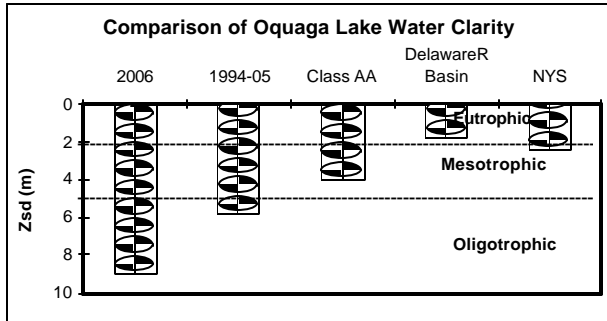 Comparison of Oquaga Lake Water Clarity
2006
1994-05
Class AA
DelawareR
Basin
NYS
0
2
4
6
8
10
Zsd (m)
Eutrophic
Mesotrophic
Oligotrophic